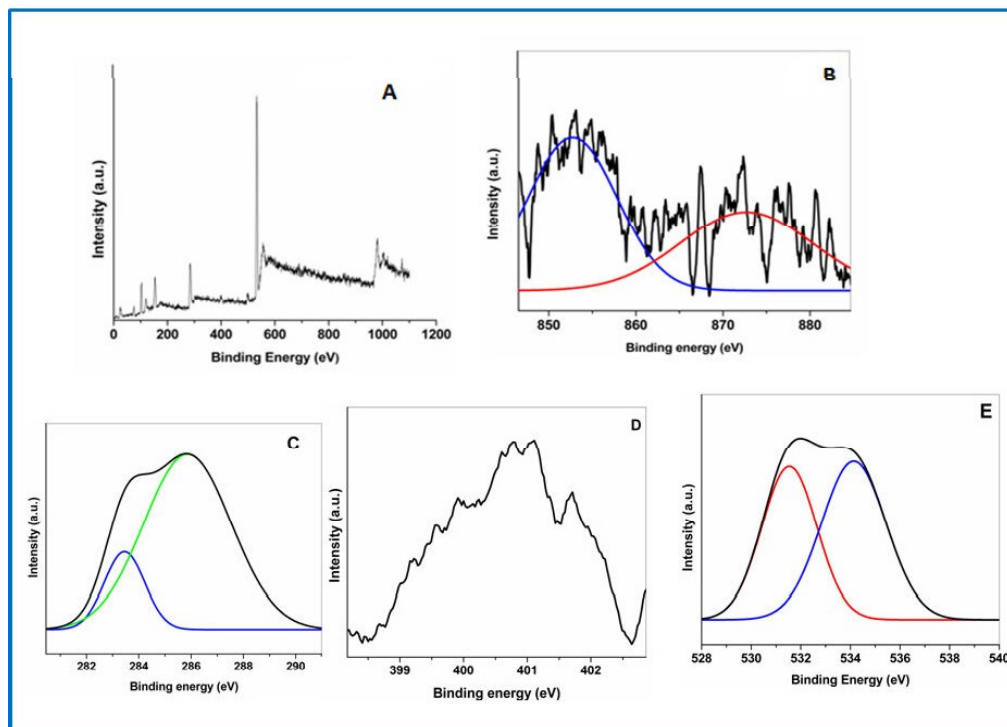 A
Intensity (a.u.)
0 200 400 600 800 1000 1200
Binding Energy (eV)
B
Intensity (a.u.)
850 860 870 880
Binding energy (eV)
C
Intensity (a.u.)
282 284 286 288 290
Binding energy (eV)
D
Intensity (a.u.)
399 400 401 402
Binding energy (eV)
E
Intensity (a.u.)
528 530 532 534 536 538 540
Binding Energy (eV)